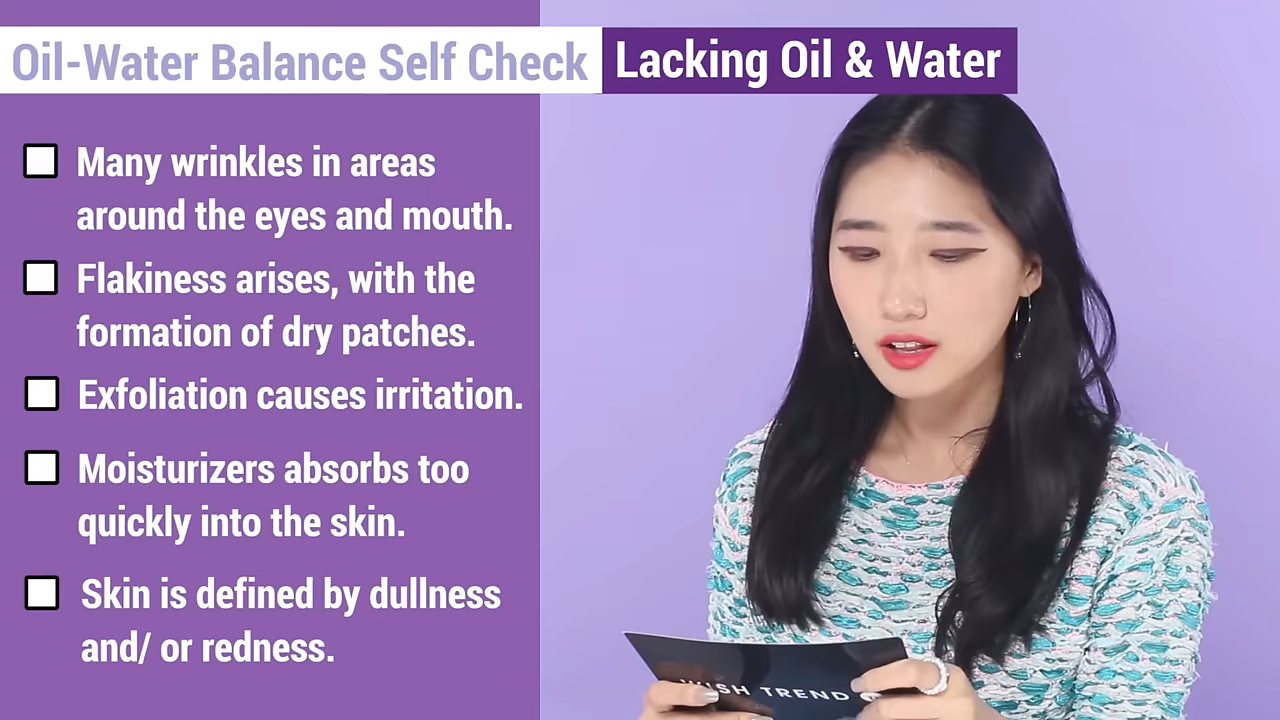 Oil-Water Balance Self Check Lacking Oil & Water
Many wrinkles in areas
around the eyes and mouth.
Flakiness arises, with the
formation of dry patches.
Exfoliation causes irritation.
Moisturizers absorbs too
quickly into the skin.
Skin is defined by dullness
and/ or redness.
WISH TREND